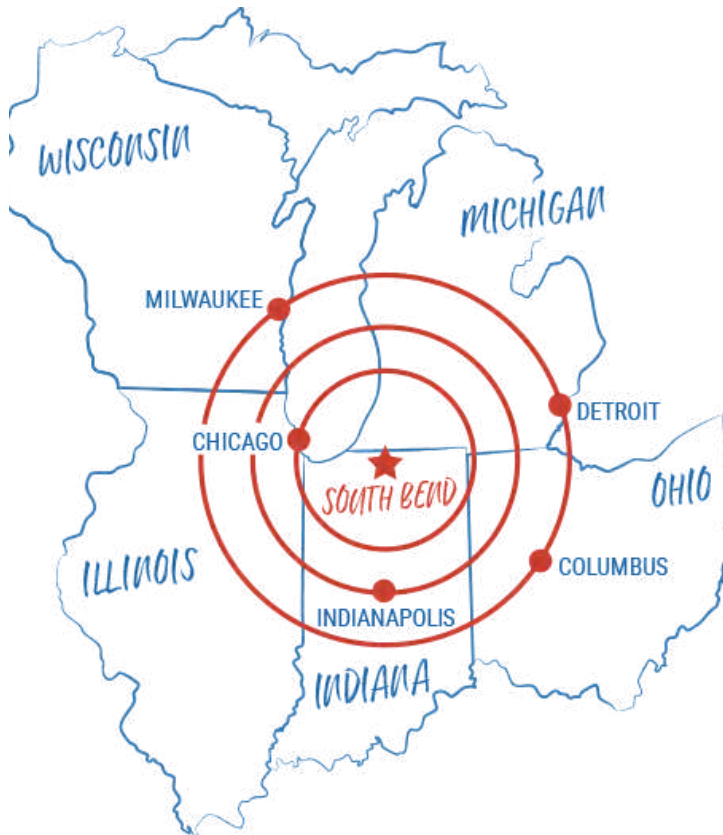 WISCONSIN
MICHIGAN
MILWAUKEE
DETROIT
CHICAGO
SOUTH BEND
OHIO
ILLINOIS
COLUMBUS
INDIANAPOLIS
INDIANA